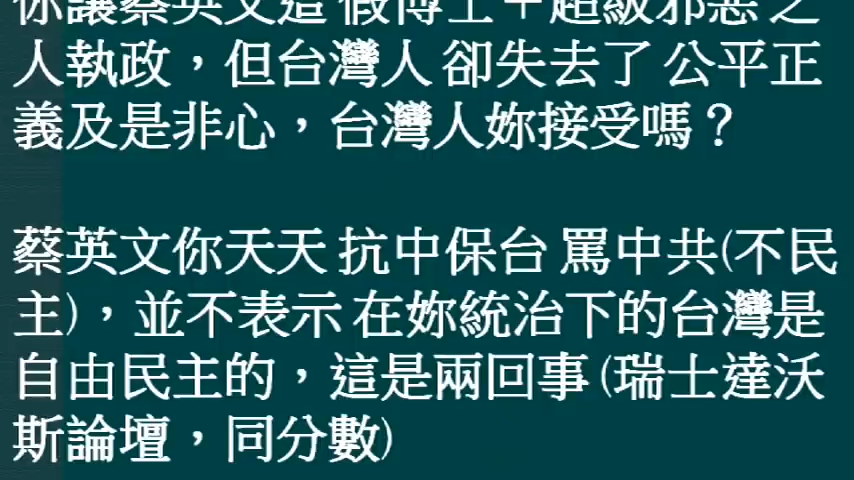 你讓蔡英文這 假博士＋超級邪惡 之
人執政，但台灣人 卻失去了 公平正
義及是非心，台灣人妳接受嗎？
蔡英文你天天 抗中保台 罵中共(不民
主)，並不表示 在妳統治下的台灣是
自由民主的，這是兩回事 (瑞士達沃
斯論壇，同分數)